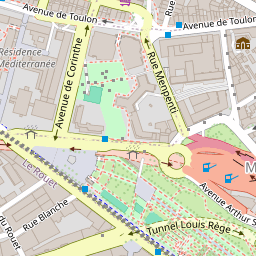 Avenue de Toulon
Avenue de Toulon
Résidence
Méditerranée
Avenue de Corinthe
Rue Menpenti
Le Rouet
M
Rue Blanche
Avenue Arthur S
du Rouet
Tunnel Louis Rège